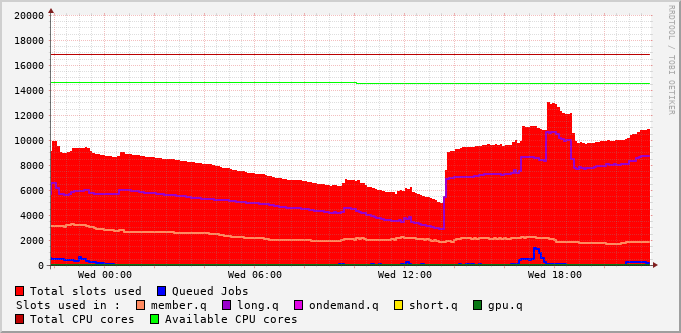 20000
18000
16000
14000
12000
10000
8000
6000
4000
2000
0
Wed 00:00 Wed 06:00 Wed 12:00 Wed 18:00
Total slots used Queued Jobs
Slots used in : member.q long.q ondemand.q short.q gpu.q
Total CPU cores Available CPU cores
RRDTOOL / TOBI OETIKER